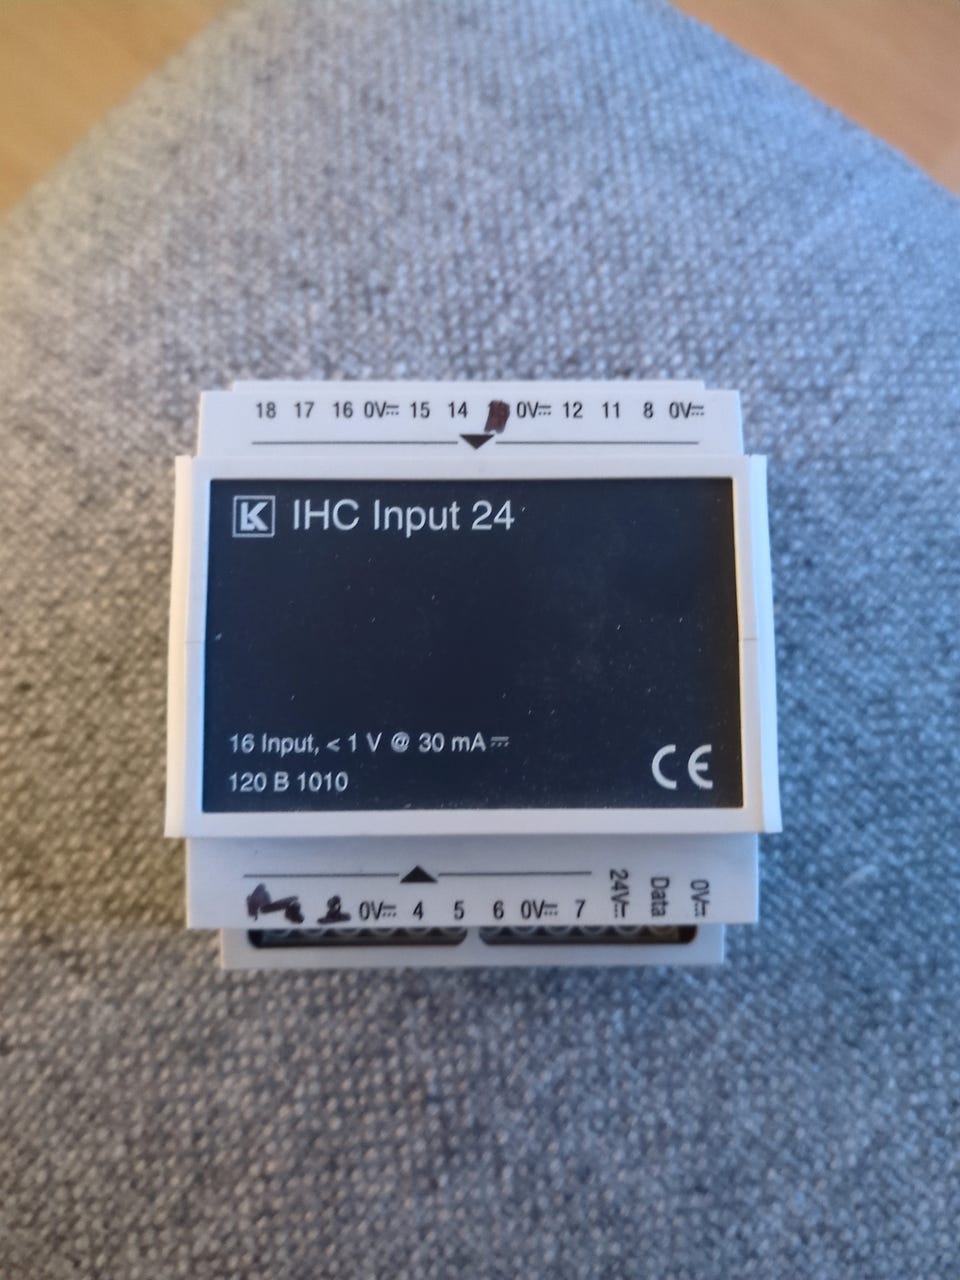 18 17 16 0V⎓ 15 14 0V⎓ 12 11 8 0V⎓
LK IHC Input 24
16 Input, < 1 V @ 30 mA⎓
120 B 1010
CE
0V⎓ 4 5 6 0V⎓ 7 24V⎓ Data 0V⎓